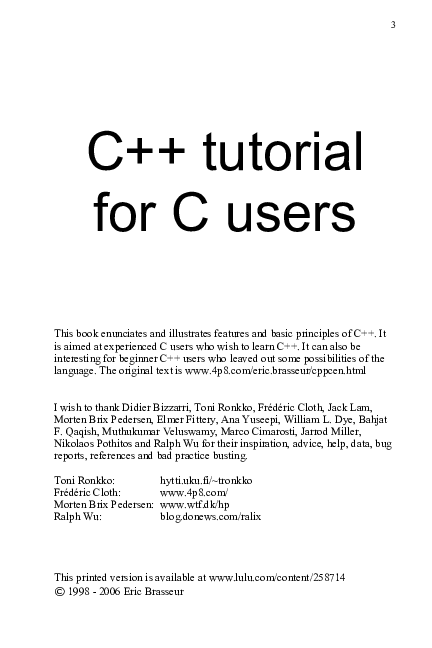 3
C++ tutorial
for C users
This book enunciates and illustrates features and basic principles of C++. It
is aimed at experienced C users who wish to learn C++. It can also be
interesting for beginner C++ users who leaved out some possibilities of the
language. The original text is www.4p8.com/eric.brasseur/cppcen.html
I wish to thank Didier Bizzarri, Toni Ronkko, Frédéric Cloth, Jack Lam,
Morten Brix Pedersen, Elmer Fittery, Ana Yuseepi, William L. Dye, Bahjat
F. Qaqish, Muthukumar Veluswamy, Marco Cimarosti, Jarrod Miller,
Nikolaos Pothitos and Ralph Wu for their inspiration, advice, help, data, bug
reports, references and bad practice busting.
Toni Ronkko: hytti.uku.fi/~tronkko
Frédéric Cloth: www.4p8.com/
Morten Brix Pedersen: www.wtf.dk/hp
Ralph Wu: blog.donews.com/ralix
This printed version is available at www.lulu.com/content/258714
© 1998 - 2006 Eric Brasseur